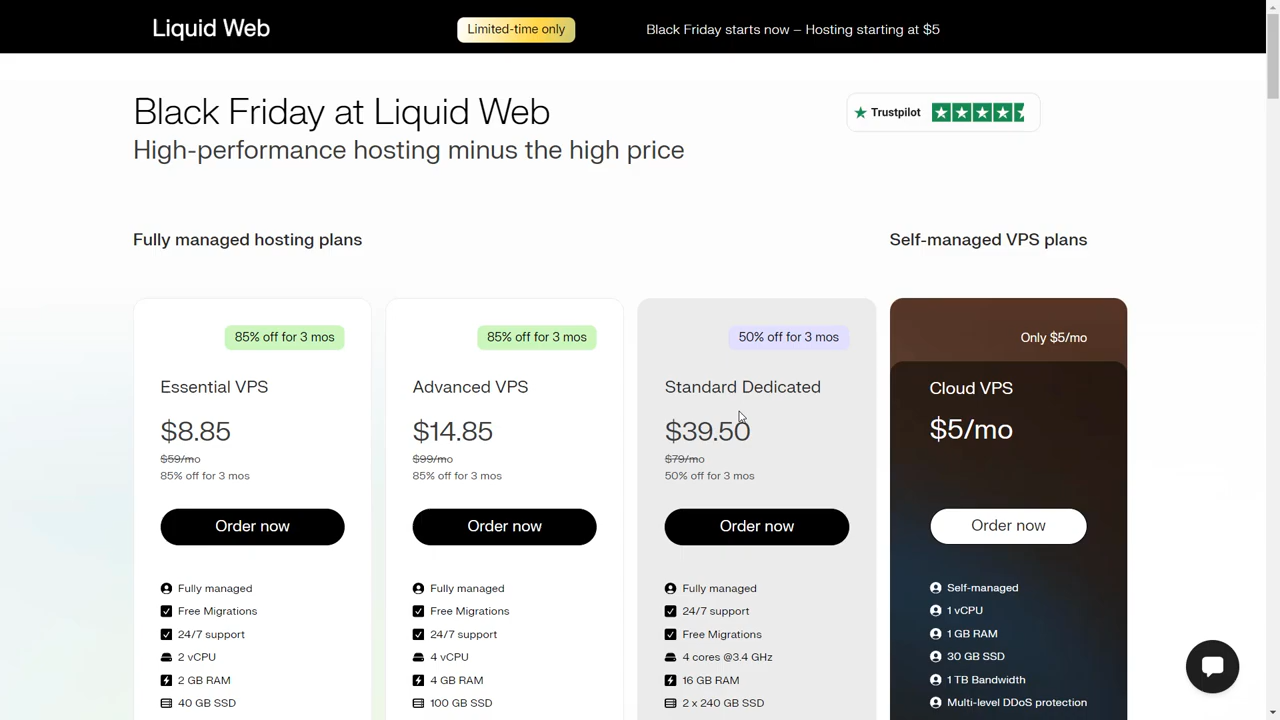 Liquid Web
Limited-time only
Black Friday starts now – Hosting starting at $5
Black Friday at Liquid Web
High-performance hosting minus the high price
Trustpilot
Fully managed hosting plans
Self-managed VPS plans
85% off for 3 mos
Essential VPS
$8.85
$59/mo
85% off for 3 mos
Order now
Fully managed
Free Migrations
24/7 support
2 vCPU
2 GB RAM
40 GB SSD
85% off for 3 mos
Advanced VPS
$14.85
$99/mo
85% off for 3 mos
Order now
Fully managed
Free Migrations
24/7 support
4 vCPU
4 GB RAM
100 GB SSD
50% off for 3 mos
Standard Dedicated
$39.50
$79/mo
50% off for 3 mos
Order now
Fully managed
24/7 support
Free Migrations
4 cores @3.4 GHz
16 GB RAM
2 x 240 GB SSD
Only $5/mo
Cloud VPS
$5/mo
Order now
Self-managed
1 vCPU
1 GB RAM
30 GB SSD
1 TB Bandwidth
Multi-level DDoS protection